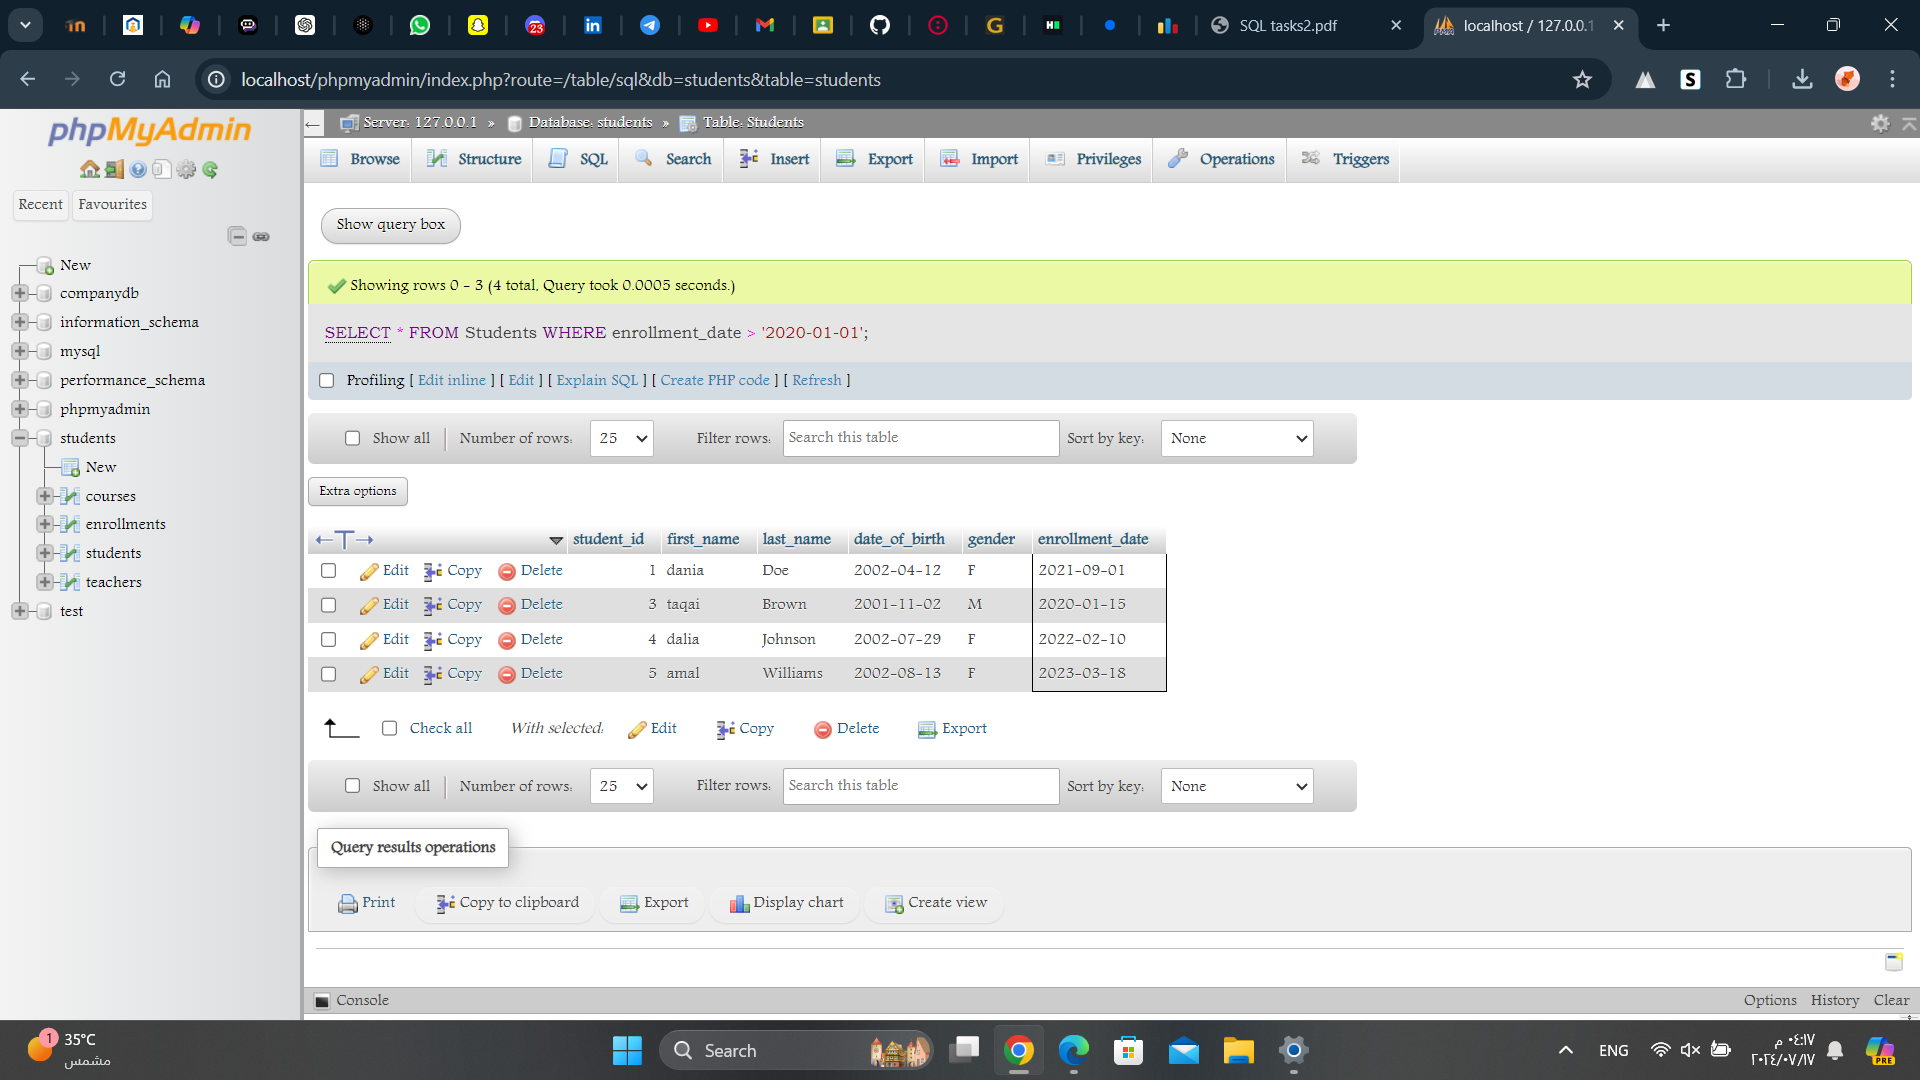 SQL tasks2.pdf
localhost / 127.0.0.1
localhost/phpmyadmin/index.php?route=/table/sql&db=students&table=students
phpMyAdmin
Recent
Favourites
New
companydb
information_schema
mysql
performance_schema
phpmyadmin
students
New
courses
enrollments
students
teachers
test
Server: 127.0.0.1 » Database: students » Table: Students
Browse Structure SQL Search Insert Export Import Privileges Operations Triggers
Show query box
Showing rows 0 - 3 (4 total, Query took 0.0005 seconds.)
SELECT * FROM Students WHERE enrollment_date > '2020-01-01';
Profiling [ Edit inline ] [ Edit ] [ Explain SQL ] [ Create PHP code ] [ Refresh ]
Show all Number of rows: 25 Filter rows: Search this table Sort by key: None
Extra options
←T→ student_id first_name last_name date_of_birth gender enrollment_date
Edit Copy Delete 1 dania Doe 2002-04-12 F 2021-09-01
Edit Copy Delete 3 taqai Brown 2001-11-02 M 2020-01-15
Edit Copy Delete 4 dalia Johnson 2002-07-29 F 2022-02-10
Edit Copy Delete 5 amal Williams 2002-08-13 F 2023-03-18
Check all With selected: Edit Copy Delete Export
Show all Number of rows: 25 Filter rows: Search this table Sort by key: None
Query results operations
Print Copy to clipboard Export Display chart Create view
Console
Options History Clear
1
35°C
مشمس
Search
ENG
٠٤:١٧ م
٢٠٢٤/٠٧/١٧
PRE
in
23
G
S